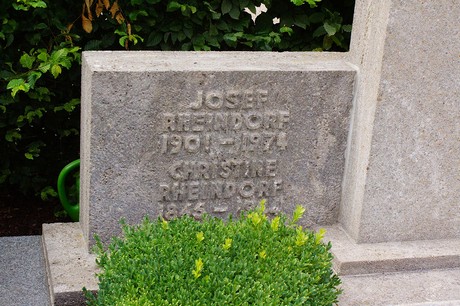 JOSEF
RHEINDORF
1901-1974
CHRISTINE
RHEINDORF